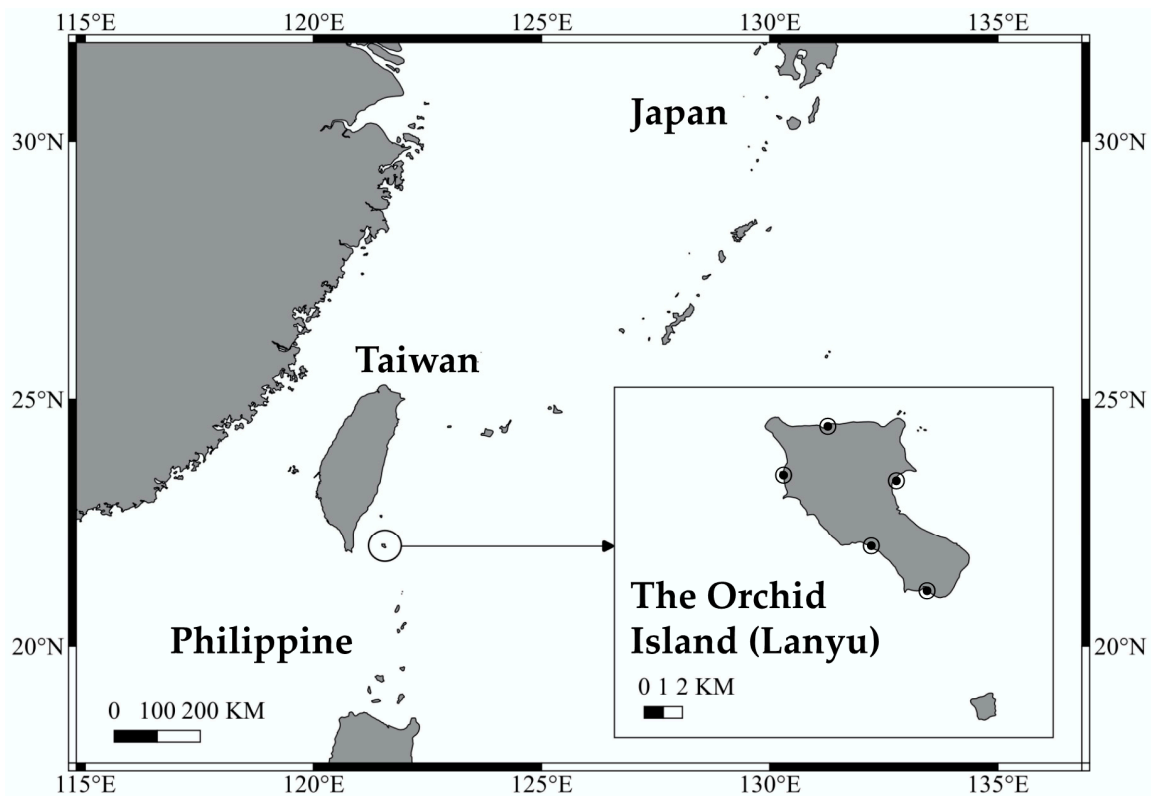 115°E 120°E 125°E 130°E 135°E
Japan
30°N 30°N
Taiwan
25°N 25°N
The Orchid
Island (Lanyu)
Philippine
20°N 20°N
0 1 2 KM
0 100 200 KM
115°E 120°E 125°E 130°E 135°E